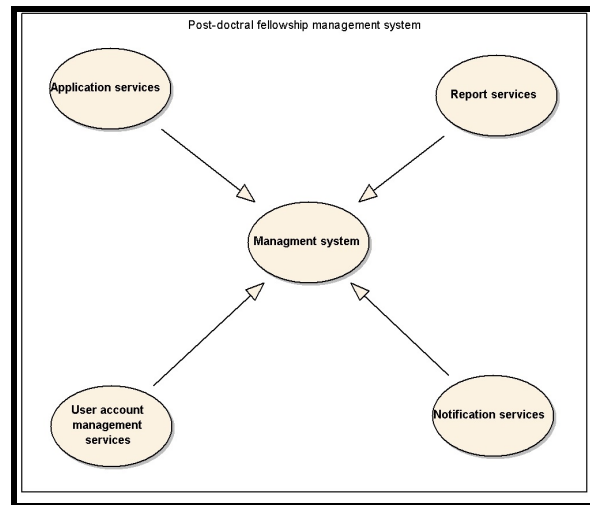 Post-doctral fellowship management system
Application services
Report services
Managment system
User account
management
services
Notification services